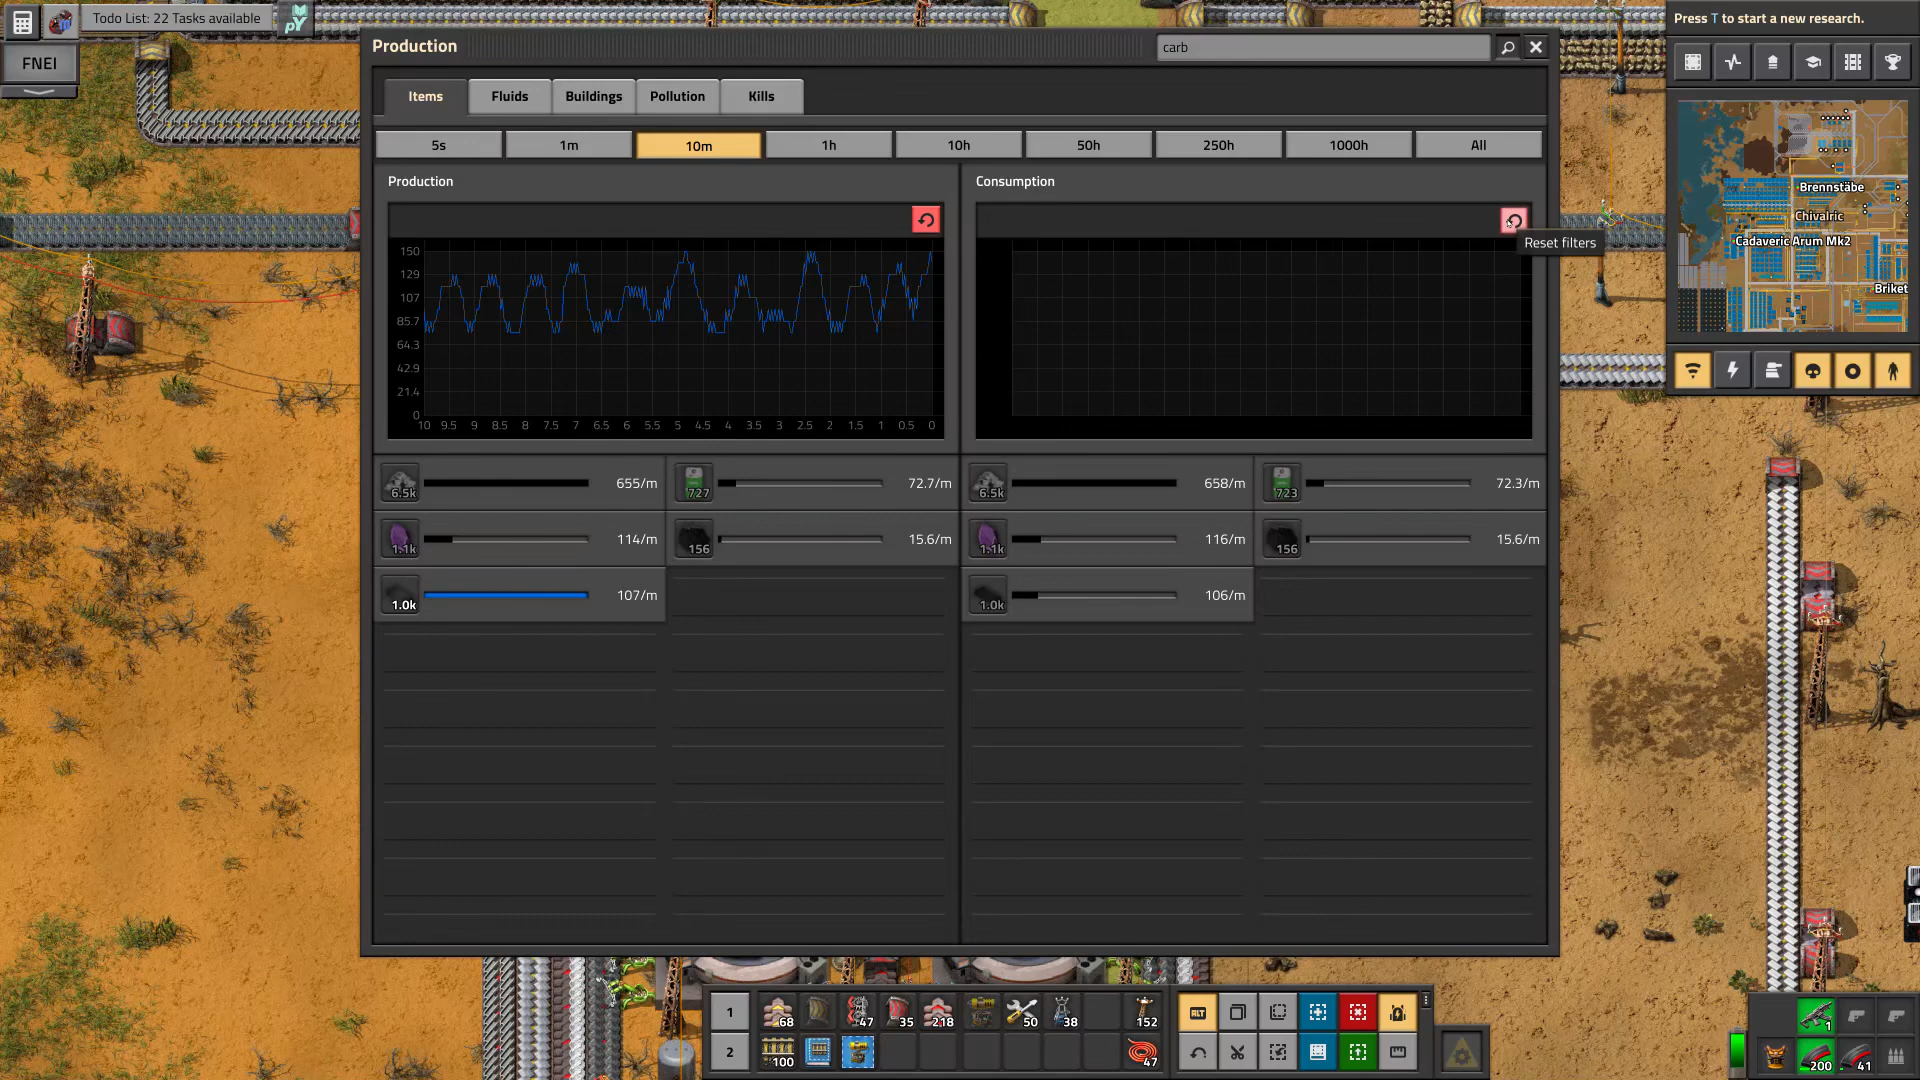 Todo List: 22 Tasks available
pY
FNEI
Production
carb
Items
Fluids
Buildings
Pollution
Kills
5s
1m
10m
1h
10h
50h
250h
1000h
All
Production
150
129
107
85.7
64.3
42.9
21.4
0
10 9.5 9 8.5 8 7.5 7 6.5 6 5.5 5 4.5 4 3.5 3 2.5 2 1.5 1 0.5 0
6.5k 655/m
727 72.7/m
1.1k 114/m
156 15.6/m
1.0k 107/m
Consumption
Reset filters
6.5k 658/m
723 72.3/m
1.1k 116/m
156 15.6/m
1.0k 106/m
Press T to start a new research.
Brennstäbe
Chivalric
Cadaveric Arum Mk2
Briket
1
68
47
35
218
50
38
152
2
100
47
ALT
1
200
41